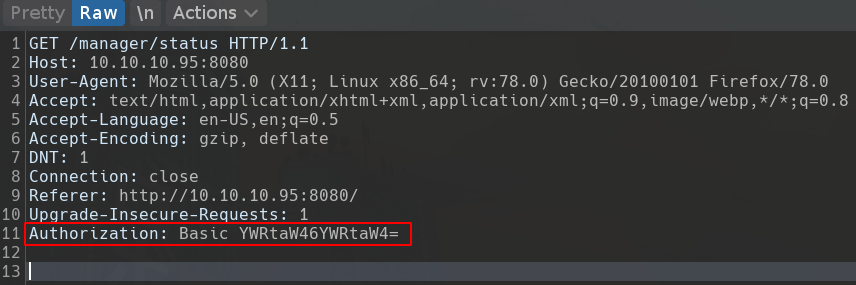 Pretty Raw \n Actions
1 GET /manager/status HTTP/1.1
2 Host: 10.10.10.95:8080
3 User-Agent: Mozilla/5.0 (X11; Linux x86_64; rv:78.0) Gecko/20100101 Firefox/78.0
4 Accept: text/html,application/xhtml+xml,application/xml;q=0.9,image/webp,*/*;q=0.8
5 Accept-Language: en-US,en;q=0.5
6 Accept-Encoding: gzip, deflate
7 DNT: 1
8 Connection: close
9 Referer: http://10.10.10.95:8080/
10 Upgrade-Insecure-Requests: 1
11 Authorization: Basic YWRtaW46YWRtaW4=
12
13